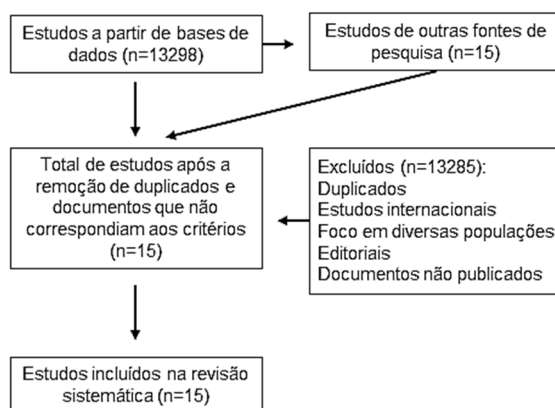 Estudos a partir de bases de
dados (n=13298)
Estudos de outras fontes de
pesquisa (n=15)
Total de estudos após a
remoção de duplicados e
documentos que não
correspondiam aos critérios
(n=15)
Excluídos (n=13285):
Duplicados
Estudos internacionais
Foco em diversas populações
Editoriais
Documentos não publicados
Estudos incluídos na revisão
sistemática (n=15)